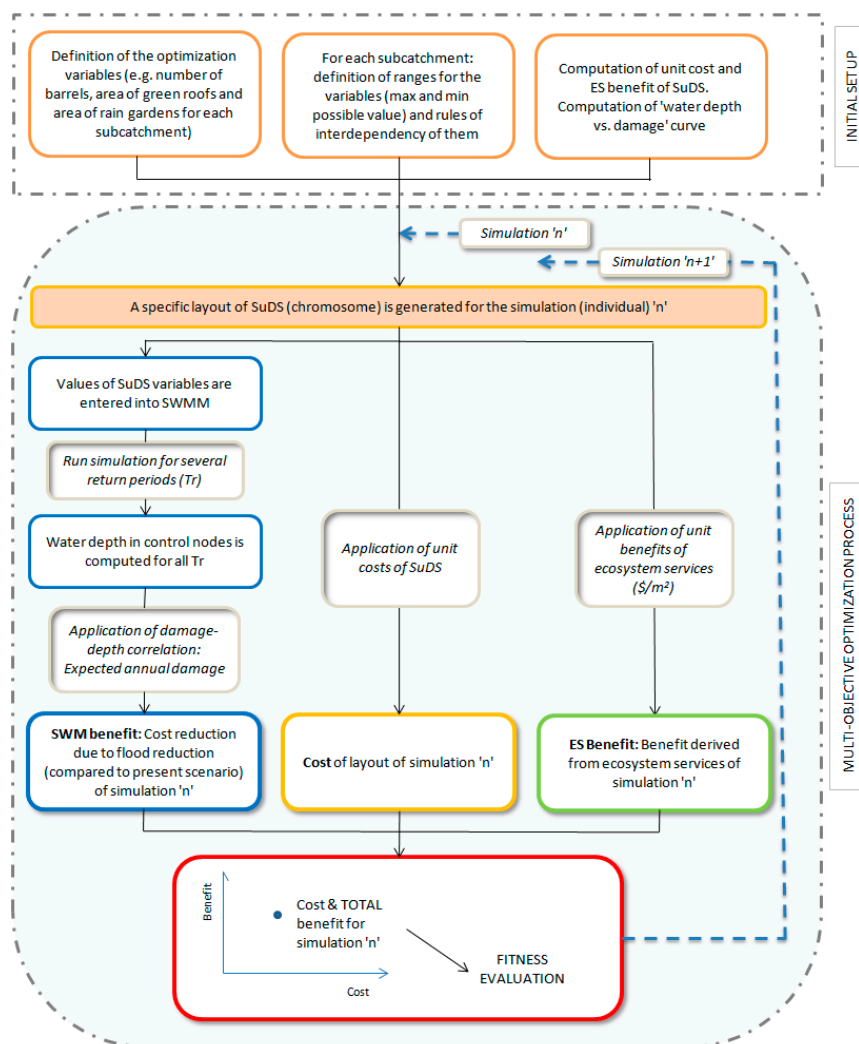 Definition of the optimization
variables (e.g. number of
barrels, area of green roofs and
area of rain gardens for each
subcatchment)
For each subcatchment:
definition of ranges for the
variables (max and min
possible value) and rules of
interdependency of them
Computation of unit cost and
ES benefit of SuDS.
Computation of 'water depth
vs. damage' curve
INITIAL SET UP
Simulation 'n'
Simulation 'n+1'
A specific layout of SuDS (chromosome) is generated for the simulation (individual) 'n'
Values of SuDS variables are
entered into SWMM
Run simulation for several
return periods (Tr)
Water depth in control nodes is
computed for all Tr
Application of damage-
depth correlation:
Expected annual damage
SWM benefit: Cost reduction
due to flood reduction
(compared to present scenario)
of simulation 'n'
Application of unit
costs of SuDS
Cost of layout of simulation 'n'
Application of unit
benefits of
ecosystem services
($/m²)
ES Benefit: Benefit derived
from ecosystem services of
simulation 'n'
MULTI-OBJECTIVE OPTIMIZATION PROCESS
Benefit
Cost & TOTAL
benefit for
simulation 'n'
FITNESS
EVALUATION
Cost